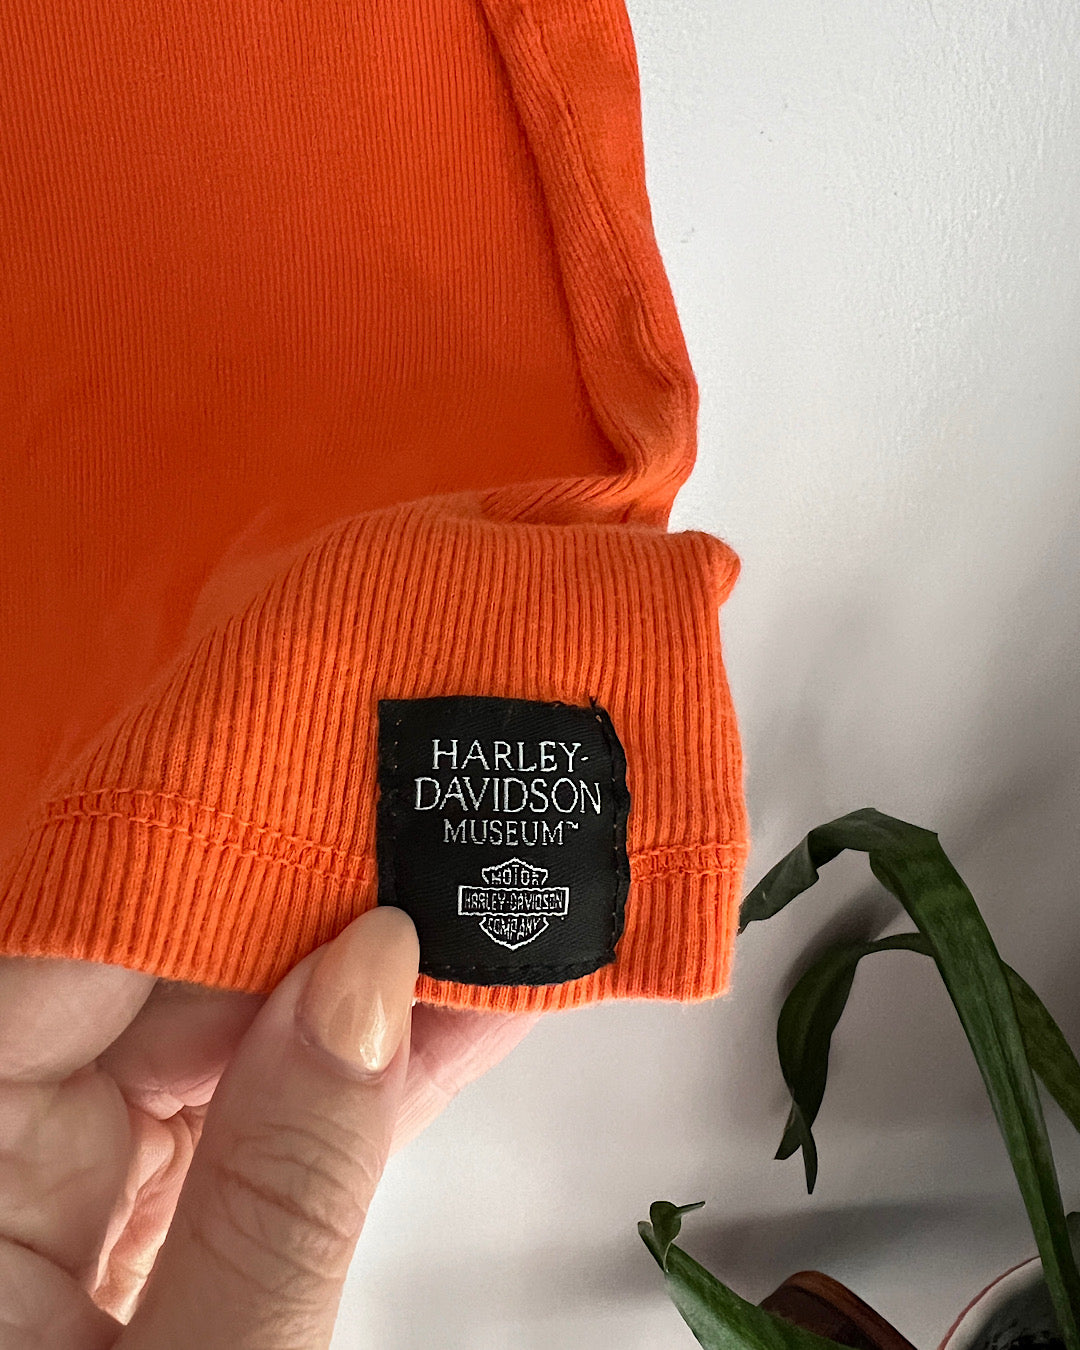 HARLEY-
DAVIDSON
MUSEUM™
MOTOR
HARLEY-DAVIDSON
COMPANY